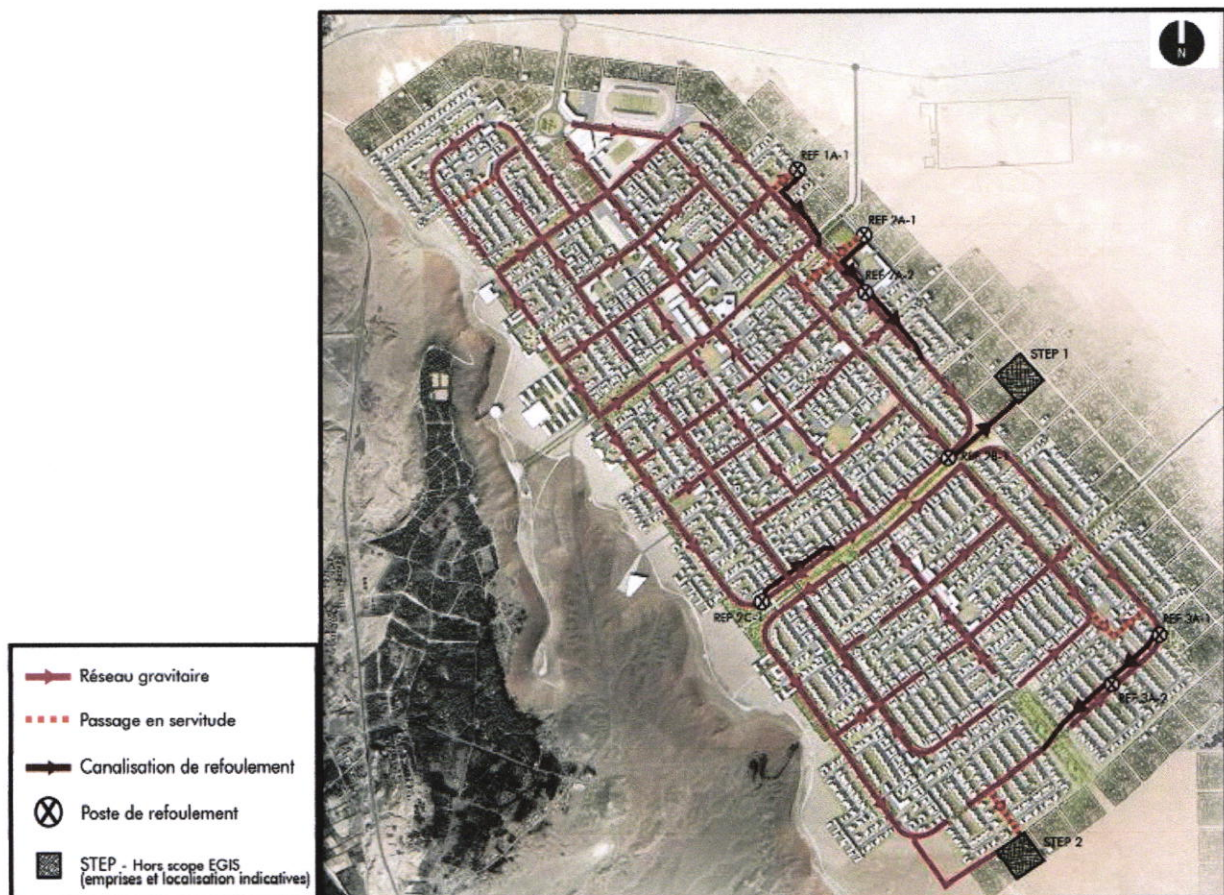 N
REF 1A-1
REF 2A-1
REF 2A-2
STEP 1
REF 2B-1
REF 2C-1
REF 3A-1
REF 3A-2
STEP 2
Réseau gravitaire
Passage en servitude
Canalisation de refoulement
Poste de refoulement
STEP - Hors scope EGIS
(emprises et localisation indicatives)